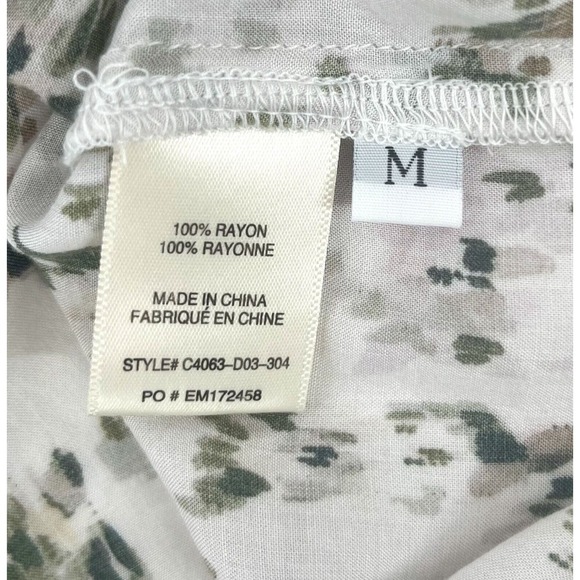 M
100% RAYON
100% RAYONNE
MADE IN CHINA
FABRIQUÉ EN CHINE
STYLE# C4063-D03-304
PO # EM172458